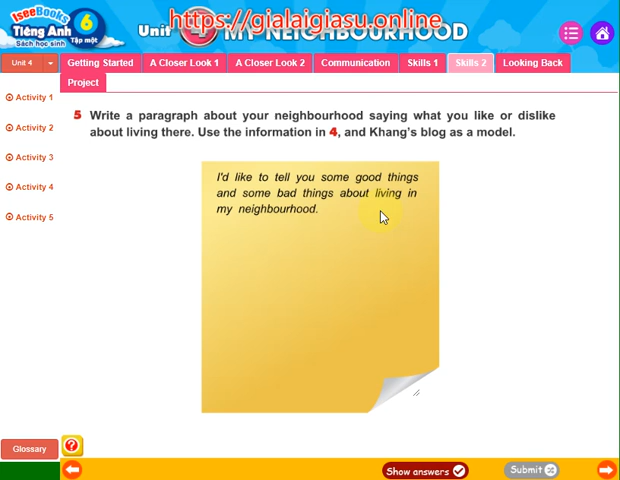 https://gialaigiasu.online
IseeBooks
Tiếng Anh 6
Tập một
Sách học sinh
Unit 4 MY NEIGHBOURHOOD
Unit 4
Getting Started
A Closer Look 1
A Closer Look 2
Communication
Skills 1
Skills 2
Looking Back
Project
Activity 1
Activity 2
Activity 3
Activity 4
Activity 5
5 Write a paragraph about your neighbourhood saying what you like or dislike
about living there. Use the information in 4, and Khang's blog as a model.
I'd like to tell you some good things
and some bad things about living in
my neighbourhood.
Glossary
?
Show answers
Submit